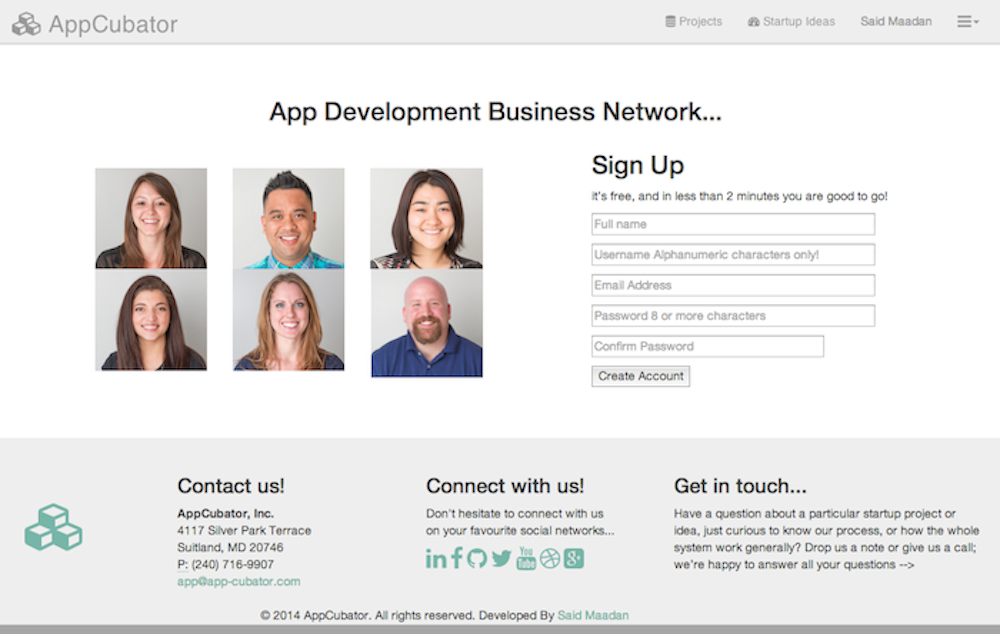 AppCubator
Projects
Startup Ideas
Said Maadan
App Development Business Network...
Sign Up
it's free, and in less than 2 minutes you are good to go!
Full name
Username Alphanumeric characters only!
Email Address
Password 8 or more characters
Confirm Password
Create Account
Contact us!
AppCubator, Inc.
4117 Silver Park Terrace
Suitland, MD 20746
P: (240) 716-9907
app@app-cubator.com
Connect with us!
Don't hesitate to connect with us
on your favourite social networks...
You Tube
Get in touch...
Have a question about a particular startup project or
idea, just curious to know our process, or how the whole
system work generally? Drop us a note or give us a call;
we're happy to answer all your questions -->
© 2014 AppCubator. All rights reserved. Developed By Said Maadan